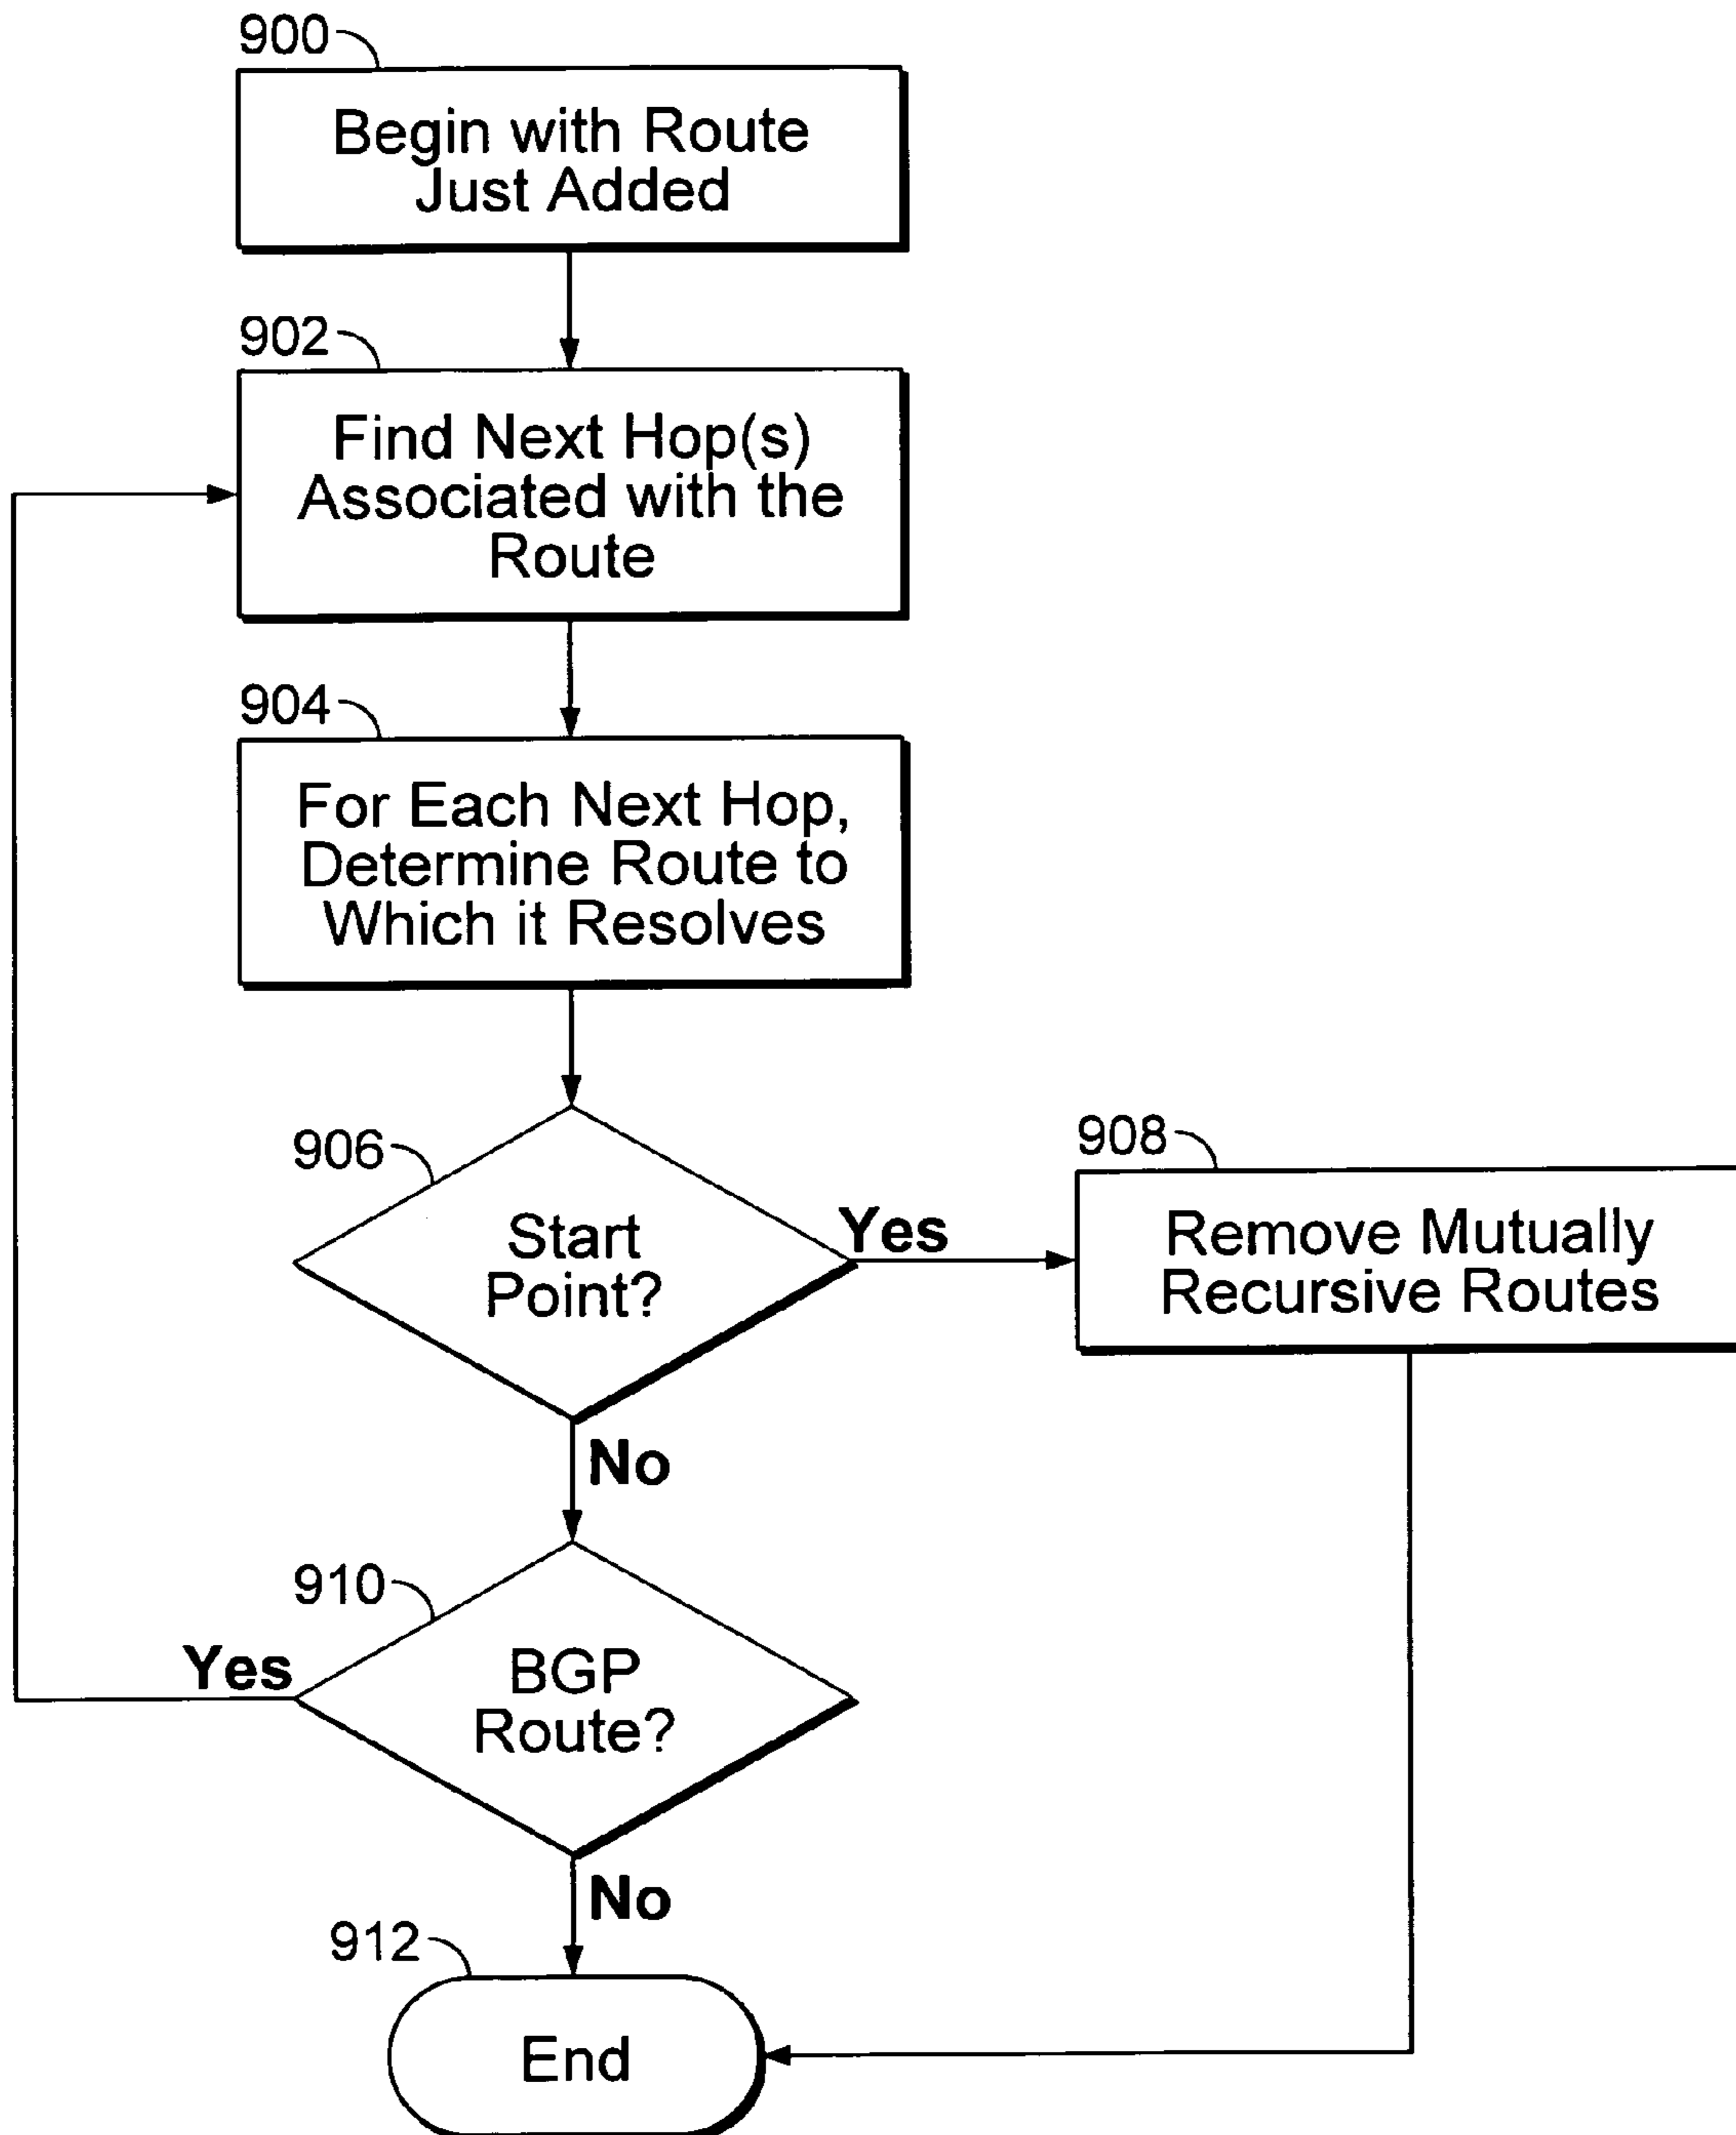 900
Begin with Route
Just Added
902
Find Next Hop(s)
Associated with the
Route
904
For Each Next Hop,
Determine Route to
Which it Resolves
906
Start
Point?
Yes
908
Remove Mutually
Recursive Routes
No
910
BGP
Route?
Yes
No
912
End